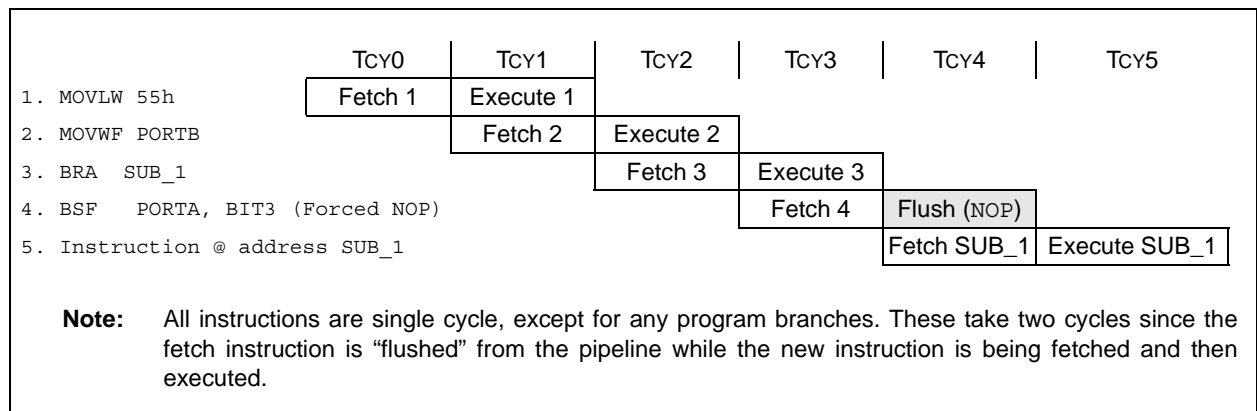 TCY0 TCY1 TCY2 TCY3 TCY4 TCY5
1. MOVLW 55h Fetch 1 Execute 1
2. MOVWF PORTB Fetch 2 Execute 2
3. BRA SUB_1 Fetch 3 Execute 3
4. BSF PORTA, BIT3 (Forced NOP) Fetch 4 Flush (NOP)
5. Instruction @ address SUB_1 Fetch SUB_1 Execute SUB_1
Note: All instructions are single cycle, except for any program branches. These take two cycles since the
fetch instruction is “flushed” from the pipeline while the new instruction is being fetched and then
executed.